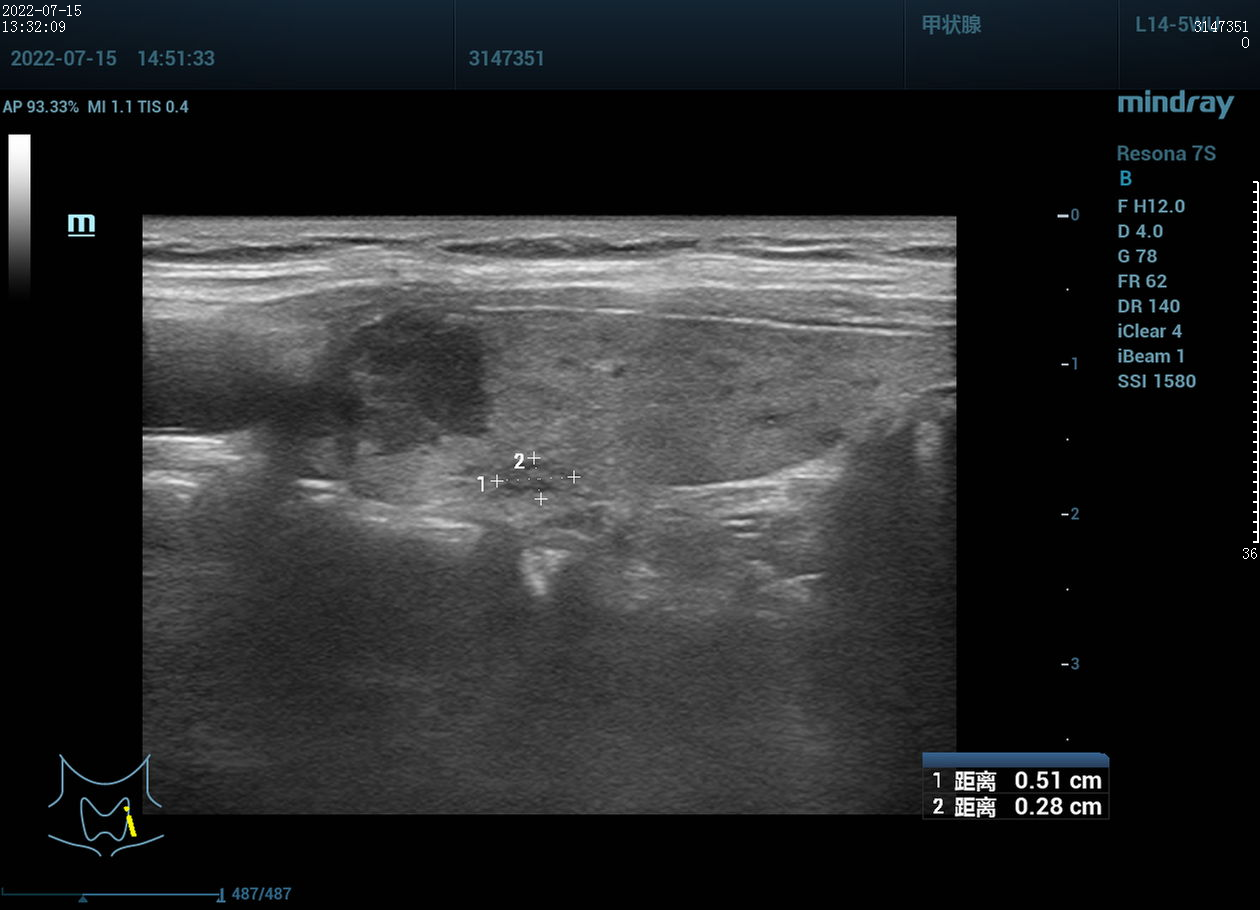 2022-07-15
13:32:09
2022-07-15 14:51:33
3147351
甲状腺
3147351
0
AP 93.33% MI 1.1 TIS 0.4
mindray
Resona 7S
B
F H12.0
D 4.0
G 78
FR 62
DR 140
iClear 4
iBeam 1
SSI 1580
m
0
1
2
3
36
2
1
1 距离 0.51 cm
2 距离 0.28 cm
487/487